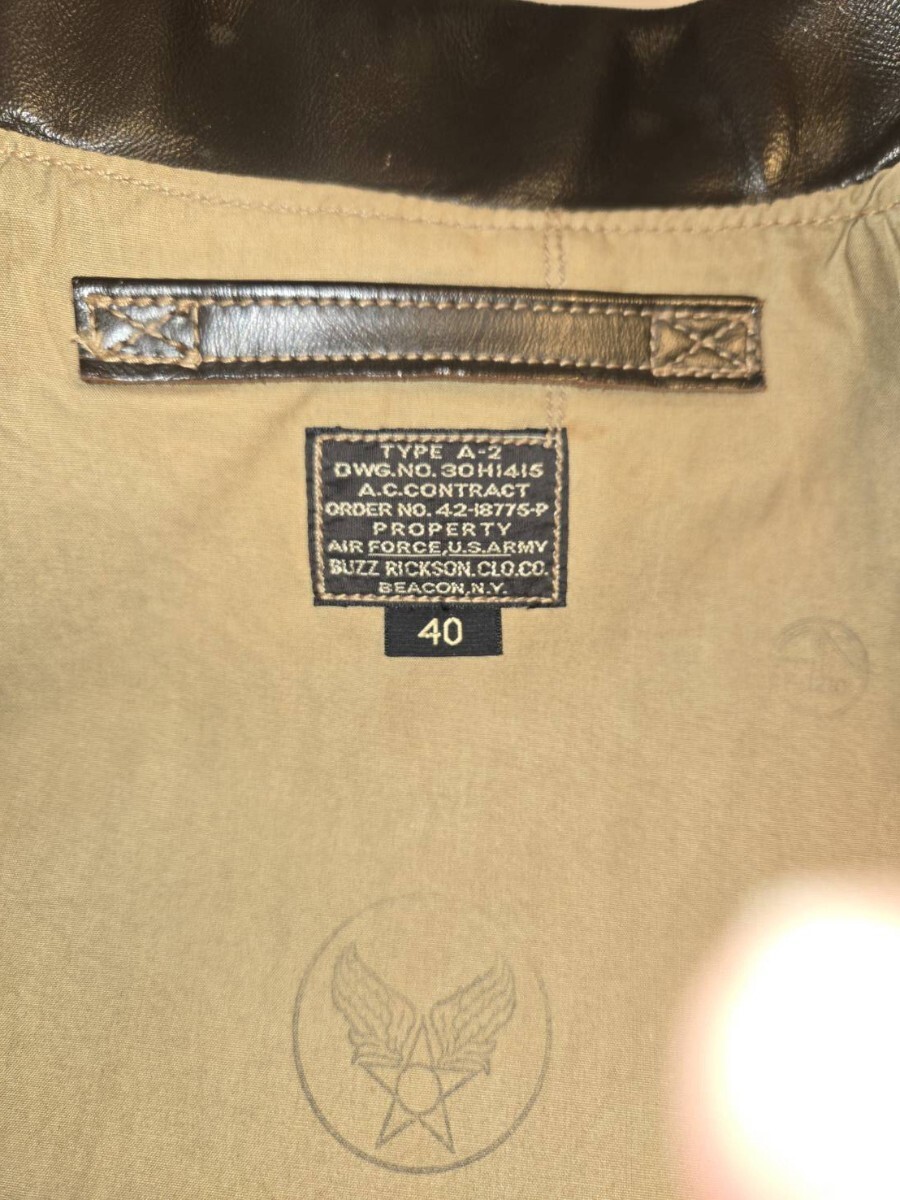 TYPE A-2
DWG.NO. 30H1415
A.C.CONTRACT
ORDER NO. 42-18775-P
PROPERTY
AIR FORCE,U.S.ARMY
BUZZ RICKSON.CLO.CO.
BEACON,N.Y.
40